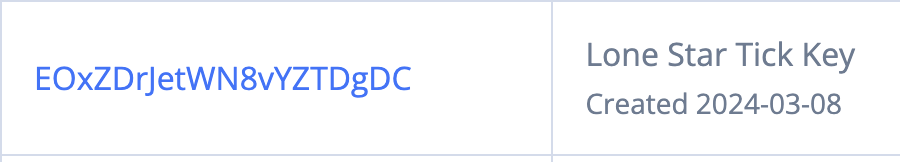 EOxZDrJetWN8vYZTDgDC
Lone Star Tick Key
Created 2024-03-08